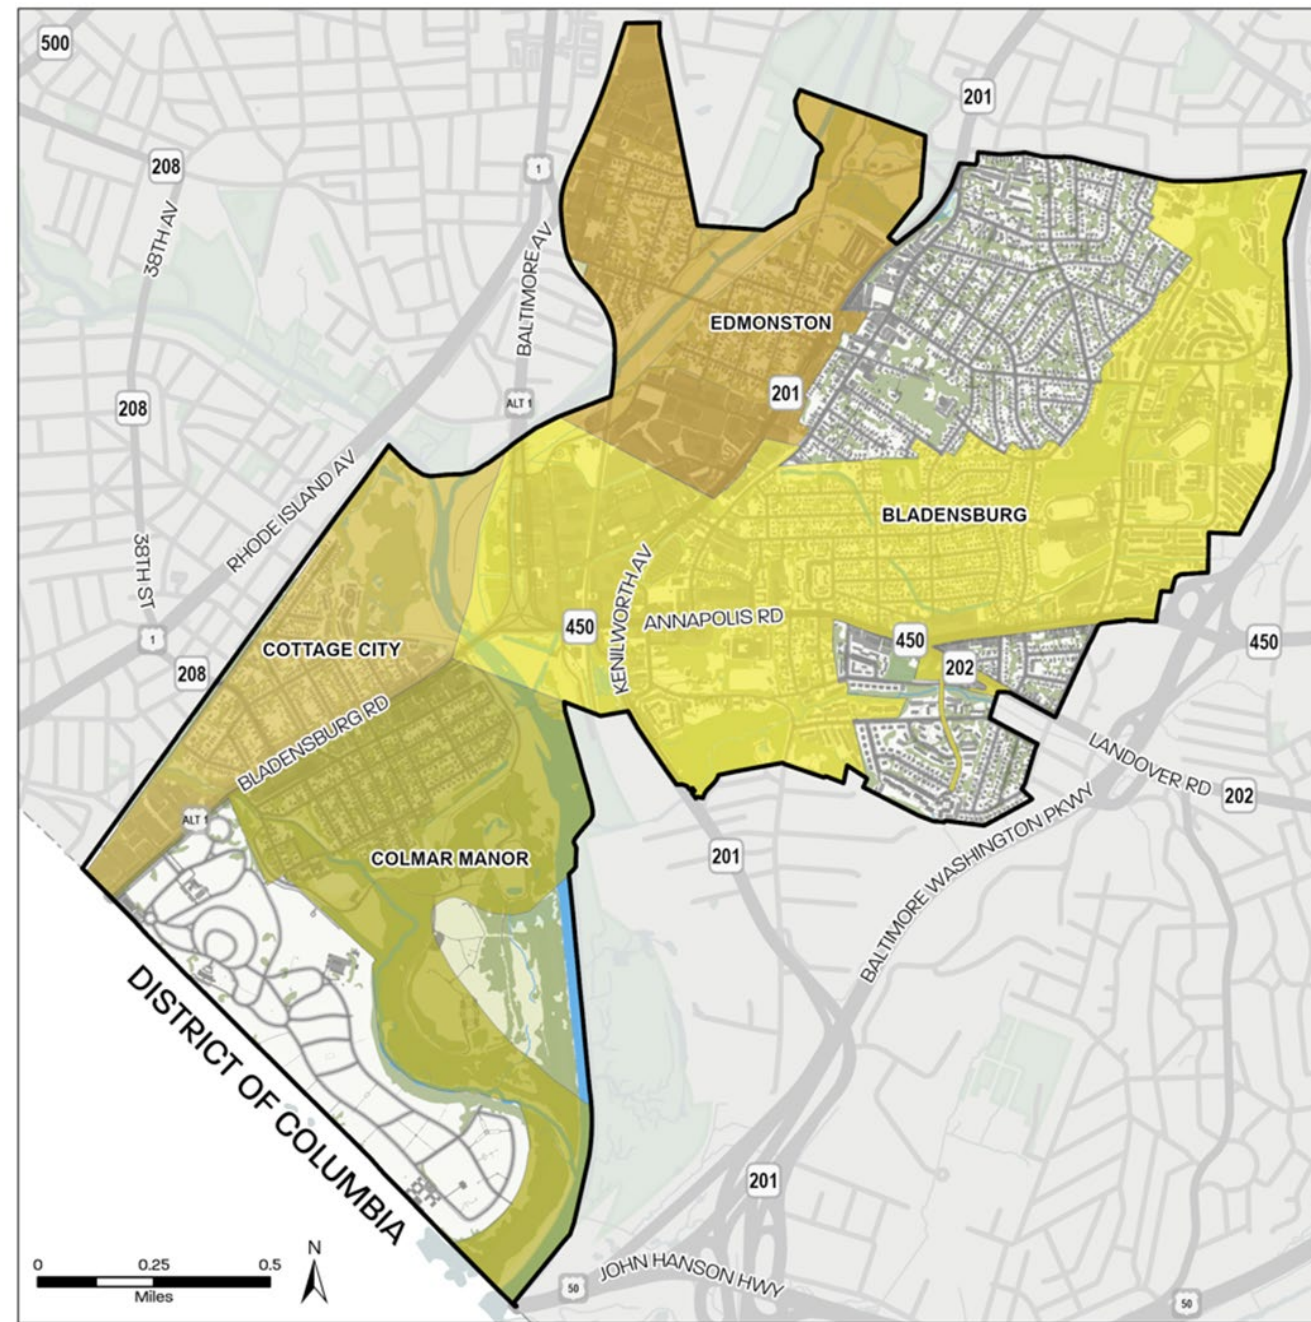 500
201
208
1
38TH AV
BALTIMORE AV
EDMONSTON
201
ALT 1
208
RHODE ISLAND AV
BLADENSBURG
38TH ST
KENILWORTH AV
450
ANNAPOLIS RD
1
COTTAGE CITY
450
450
202
208
BLADENSBURG RD
LANDOVER RD
202
ALT 1
201
COLMAR MANOR
BALTIMORE WASHINGTON PKWY
DISTRICT OF COLUMBIA
201
N
0 0.25 0.5
Miles
JOHN HANSON HWY
50
50